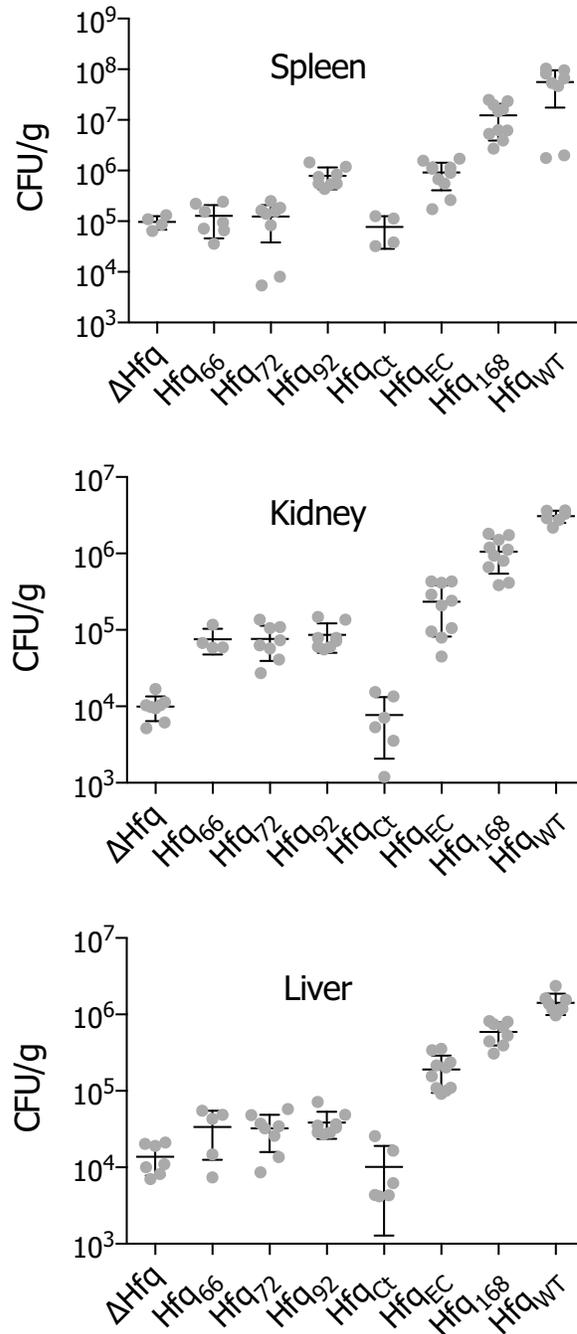 Spleen
CFU/g
10⁹
10⁸
10⁷
10⁶
10⁵
10⁴
10³
ΔHfq Hfq₆₆ Hfq₇₂ Hfq₉₂ Hfq_Ct Hfq_EC Hfq₁₆₈ Hfq_WT
Kidney
CFU/g
10⁷
10⁶
10⁵
10⁴
10³
ΔHfq Hfq₆₆ Hfq₇₂ Hfq₉₂ Hfq_Ct Hfq_EC Hfq₁₆₈ Hfq_WT
Liver
CFU/g
10⁷
10⁶
10⁵
10⁴
10³
ΔHfq Hfq₆₆ Hfq₇₂ Hfq₉₂ Hfq_Ct Hfq_EC Hfq₁₆₈ Hfq_WT